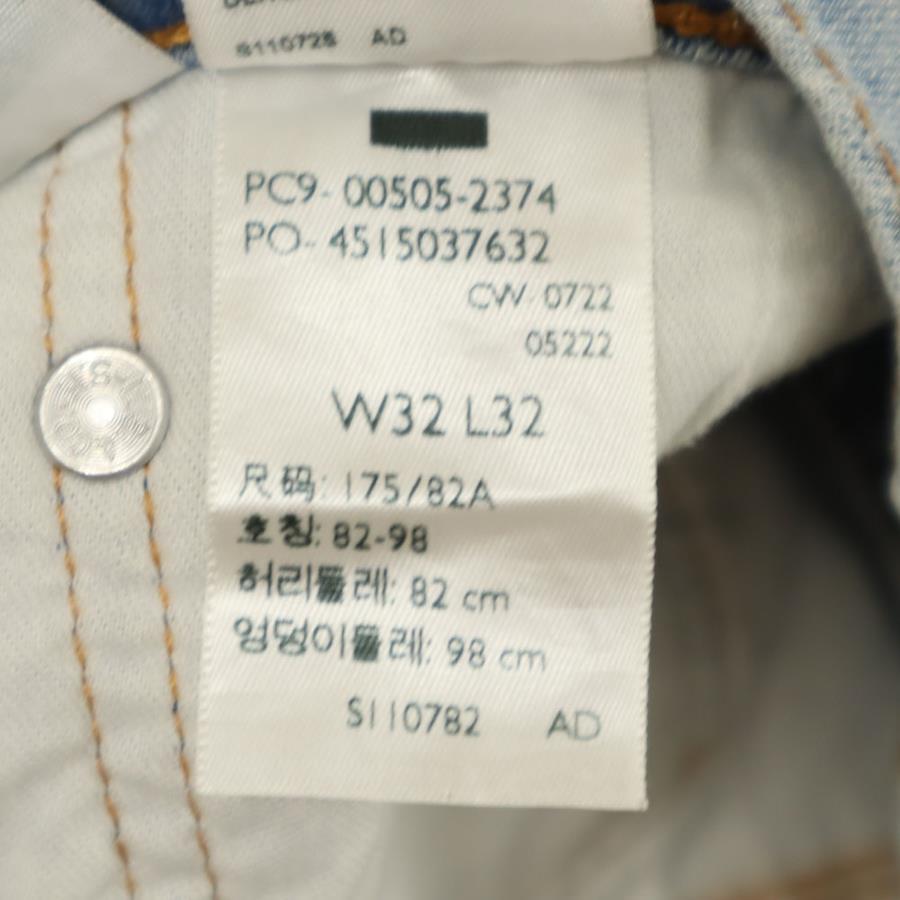 S110728 AD
PC9- 00505-2374
PO- 4515037632
CW- 0722
05222
W32 L32
尺码: 175/82A
호칭: 82-98
허리둘레: 82 cm
엉덩이둘레: 98 cm
S110782 AD